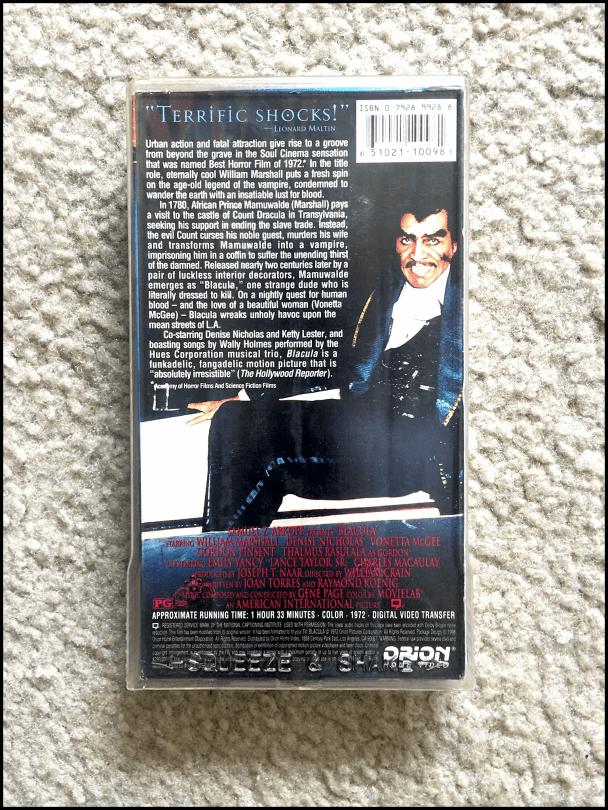 "TERRIFIC SHOCKS!"
—LEONARD MALTIN
ISBN 0-7926 9926 8
6 51021-10098
Urban action and fatal attraction give rise to a groove
from beyond the grave in the Soul Cinema sensation
that was named Best Horror Film of 1972.* In the title
role, eternally cool William Marshall puts a fresh spin
on the age-old legend of the vampire, condemned to
wander the earth with an insatiable lust for blood.
In 1780, African Prince Mamuwalde (Marshall) pays
a visit to the castle of Count Dracula in Transylvania,
seeking his support in ending the slave trade. Instead,
the evil Count curses his noble guest, murders his wife
and transforms Mamuwalde into a vampire,
imprisoning him in a coffin to suffer the unending thirst
of the damned. Released nearly two centuries later by a
pair of luckless interior decorators, Mamuwalde
emerges as "Blacula," one strange dude who is
literally dressed to kill. On a nightly quest for human
blood – and the love of a beautiful woman (Vonetta
McGee) – Blacula wreaks unholy havoc upon the
mean streets of L.A.
Co-starring Denise Nicholas and Ketty Lester, and
boasting songs by Wally Holmes performed by the
Hues Corporation musical trio, Blacula is a
funkadelic, fangadelic motion picture that is
"absolutely irresistible" (The Hollywood Reporter).
*Academy of Horror Films And Science Fiction Films
SAMUEL Z. ARKOFF PRESENTS "BLACULA"
STARRING WILLIAM MARSHALL DENISE NICHOLAS VONETTA McGEE
GORDON PINSENT THALMUS RASULALA AS GORDON
EMILY YANCY LANCE TAYLOR, SR. CHARLES MACAULAY
PRODUCED BY JOSEPH T. NAAR DIRECTED BY WILLIAM CRAIN
WRITTEN BY JOAN TORRES AND RAYMOND KOENIG
MUSIC COMPOSED AND CONDUCTED BY GENE PAGE COLOR BY MOVIELAB
PG AN AMERICAN INTERNATIONAL PICTURE
APPROXIMATE RUNNING TIME: 1 HOUR 33 MINUTES · COLOR · 1972 · DIGITAL VIDEO TRANSFER
ORION
HOME VIDEO
SQUEEZE & SHAKE